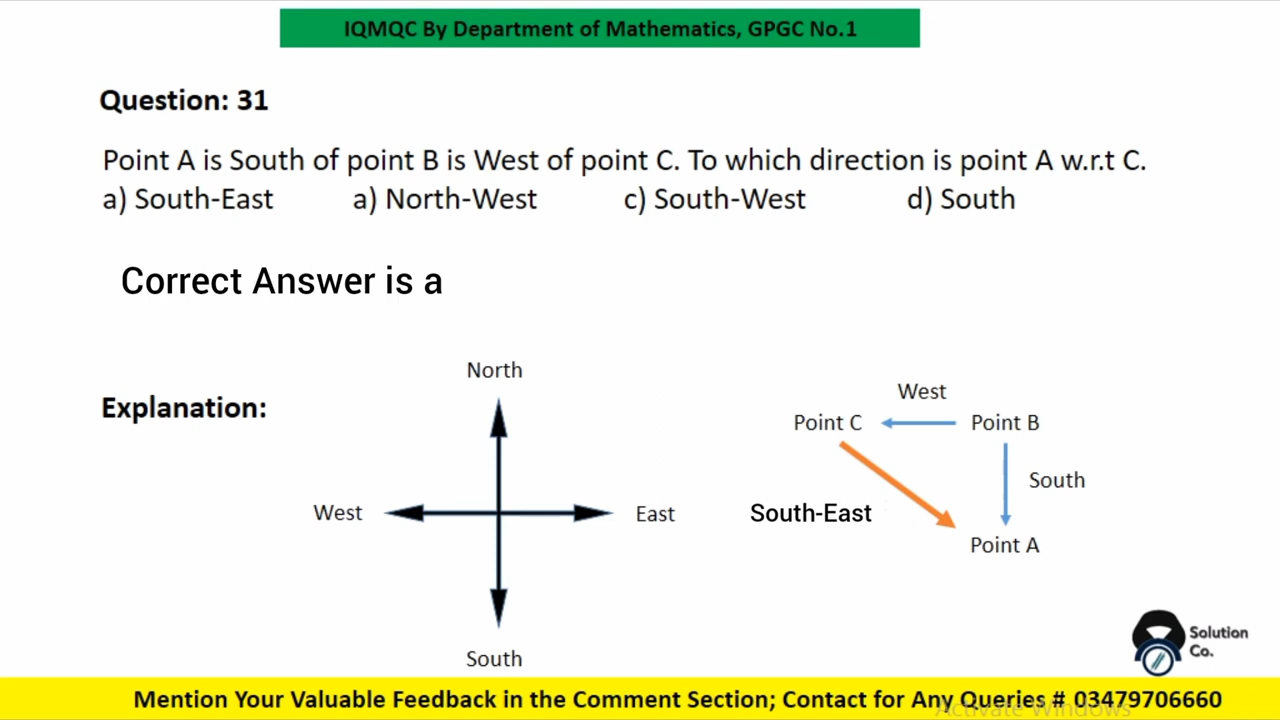 IQMQC By Department of Mathematics, GPGC No.1
Question: 31
Point A is South of point B is West of point C. To which direction is point A w.r.t C.
a) South-East a) North-West c) South-West d) South
Correct Answer is a
Explanation:
North
West
East
South
West
Point C
Point B
South
South-East
Point A
Solution
Co.
Mention Your Valuable Feedback in the Comment Section; Contact for Any Queries # 03479706660
Activate Windows